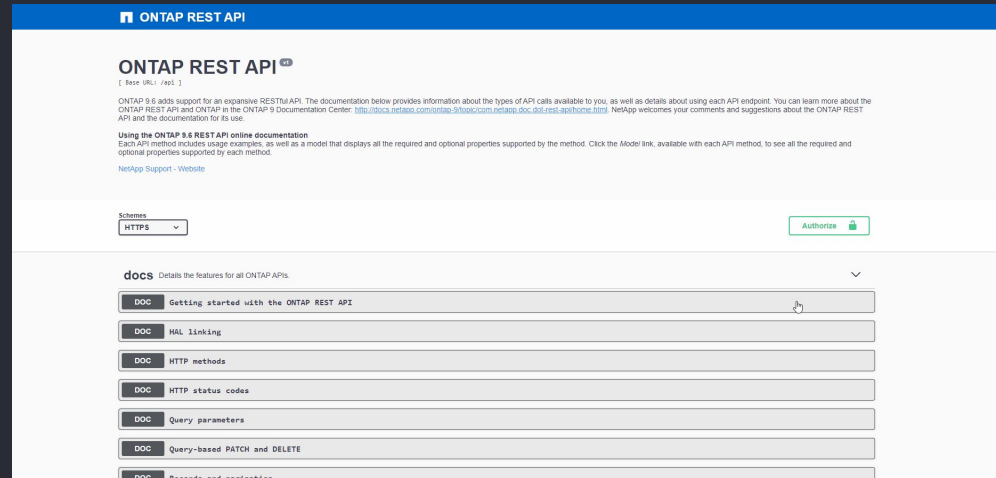 ONTAP REST API
ONTAP REST API v1
[ Base URL: /api ]
ONTAP 9.6 adds support for an expansive RESTful API. The documentation below provides information about the types of API calls available to you, as well as details about using each API endpoint. You can learn more about the
ONTAP REST API and ONTAP in the ONTAP 9 Documentation Center: http://docs.netapp.com/ontap-9/topic/com.netapp.doc.dot-rest-api/home.html. NetApp welcomes your comments and suggestions about the ONTAP REST
API and the documentation for its use.
Using the ONTAP 9.6 REST API online documentation
Each API method includes usage examples, as well as a model that displays all the required and optional properties supported by the method. Click the Model link, available with each API method, to see all the required and
optional properties supported by each method.
NetApp Support - Website
Schemes
HTTPS
Authorize
docs Details the features for all ONTAP APIs.
DOC Getting started with the ONTAP REST API
DOC HAL linking
DOC HTTP methods
DOC HTTP status codes
DOC Query parameters
DOC Query-based PATCH and DELETE
DOC Records and pagination